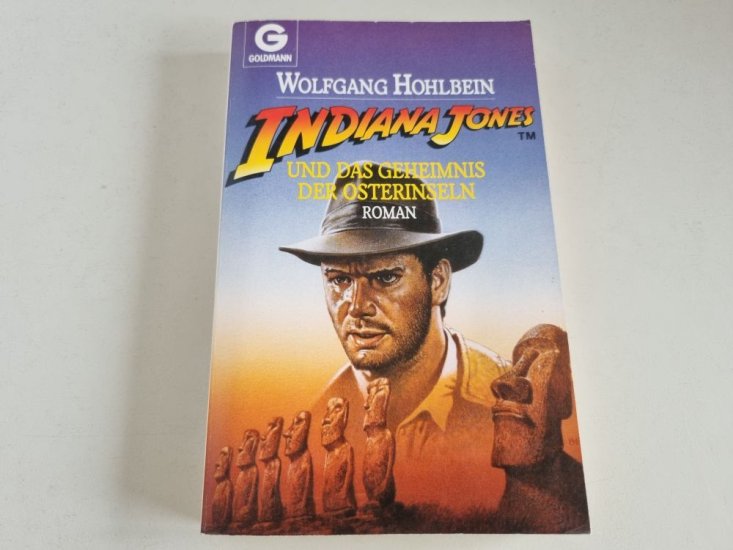 G
GOLDMANN
WOLFGANG HOHLBEIN
INDIANA JONES
TM
UND DAS GEHEIMNIS
DER OSTERINSELN
ROMAN